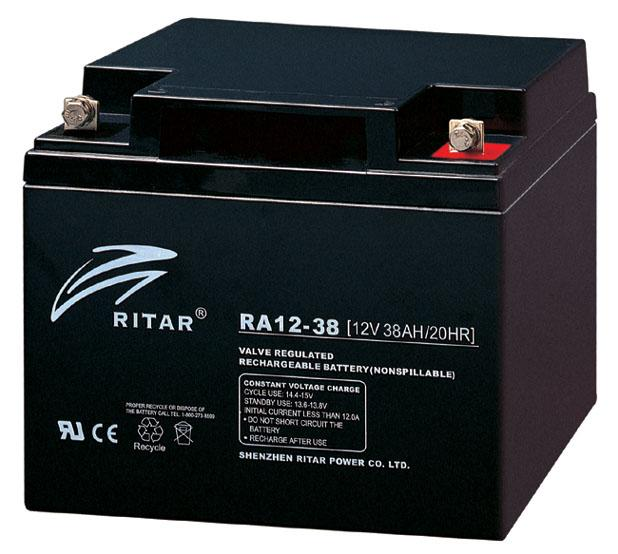 RITAR®
RA12-38 [12V 38AH/20HR]
VALVE REGULATED
RECHARGEABLE BATTERY(NONSPILLABLE)
CONSTANT VOLTAGE CHARGE
CYCLE USE: 14.4-15V
STANDBY USE: 13.6-13.8V
INITIAL CURRENT LESS THAN 12.0A
• DO NOT SHORT CIRCUIT THE
BATTERY
• RECHARGE AFTER USE
SHENZHEN RITAR POWER CO. LTD.
PROPER RECYCLE OR DISPOSE OF
THE BATTERY CALL TEL. 1-800-275-8009
Recycle
Pb
CE